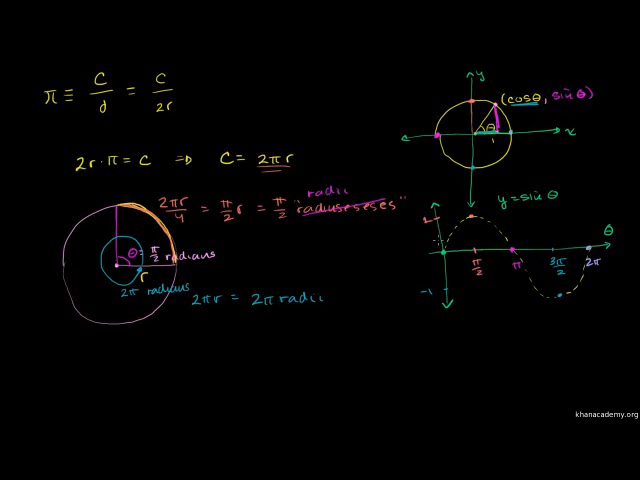 π ≡ C/d = C/2r
2r·π = C ⇒ C = 2πr
2πr/4 = π/2 r = π/2 "radiuseseses"
radii
θ = π/2 radians
r
2π radians
2πr = 2π radii
y
(cosθ, sinθ)
θ
1
x
y = sin θ
1
θ
π/2
π
3π/2
2π
-1
khanacademy.org